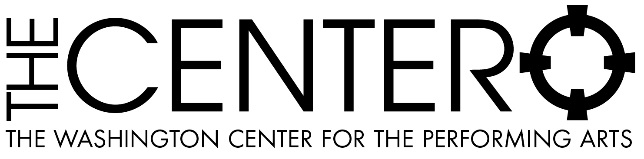 THE CENTER
THE WASHINGTON CENTER FOR THE PERFORMING ARTS